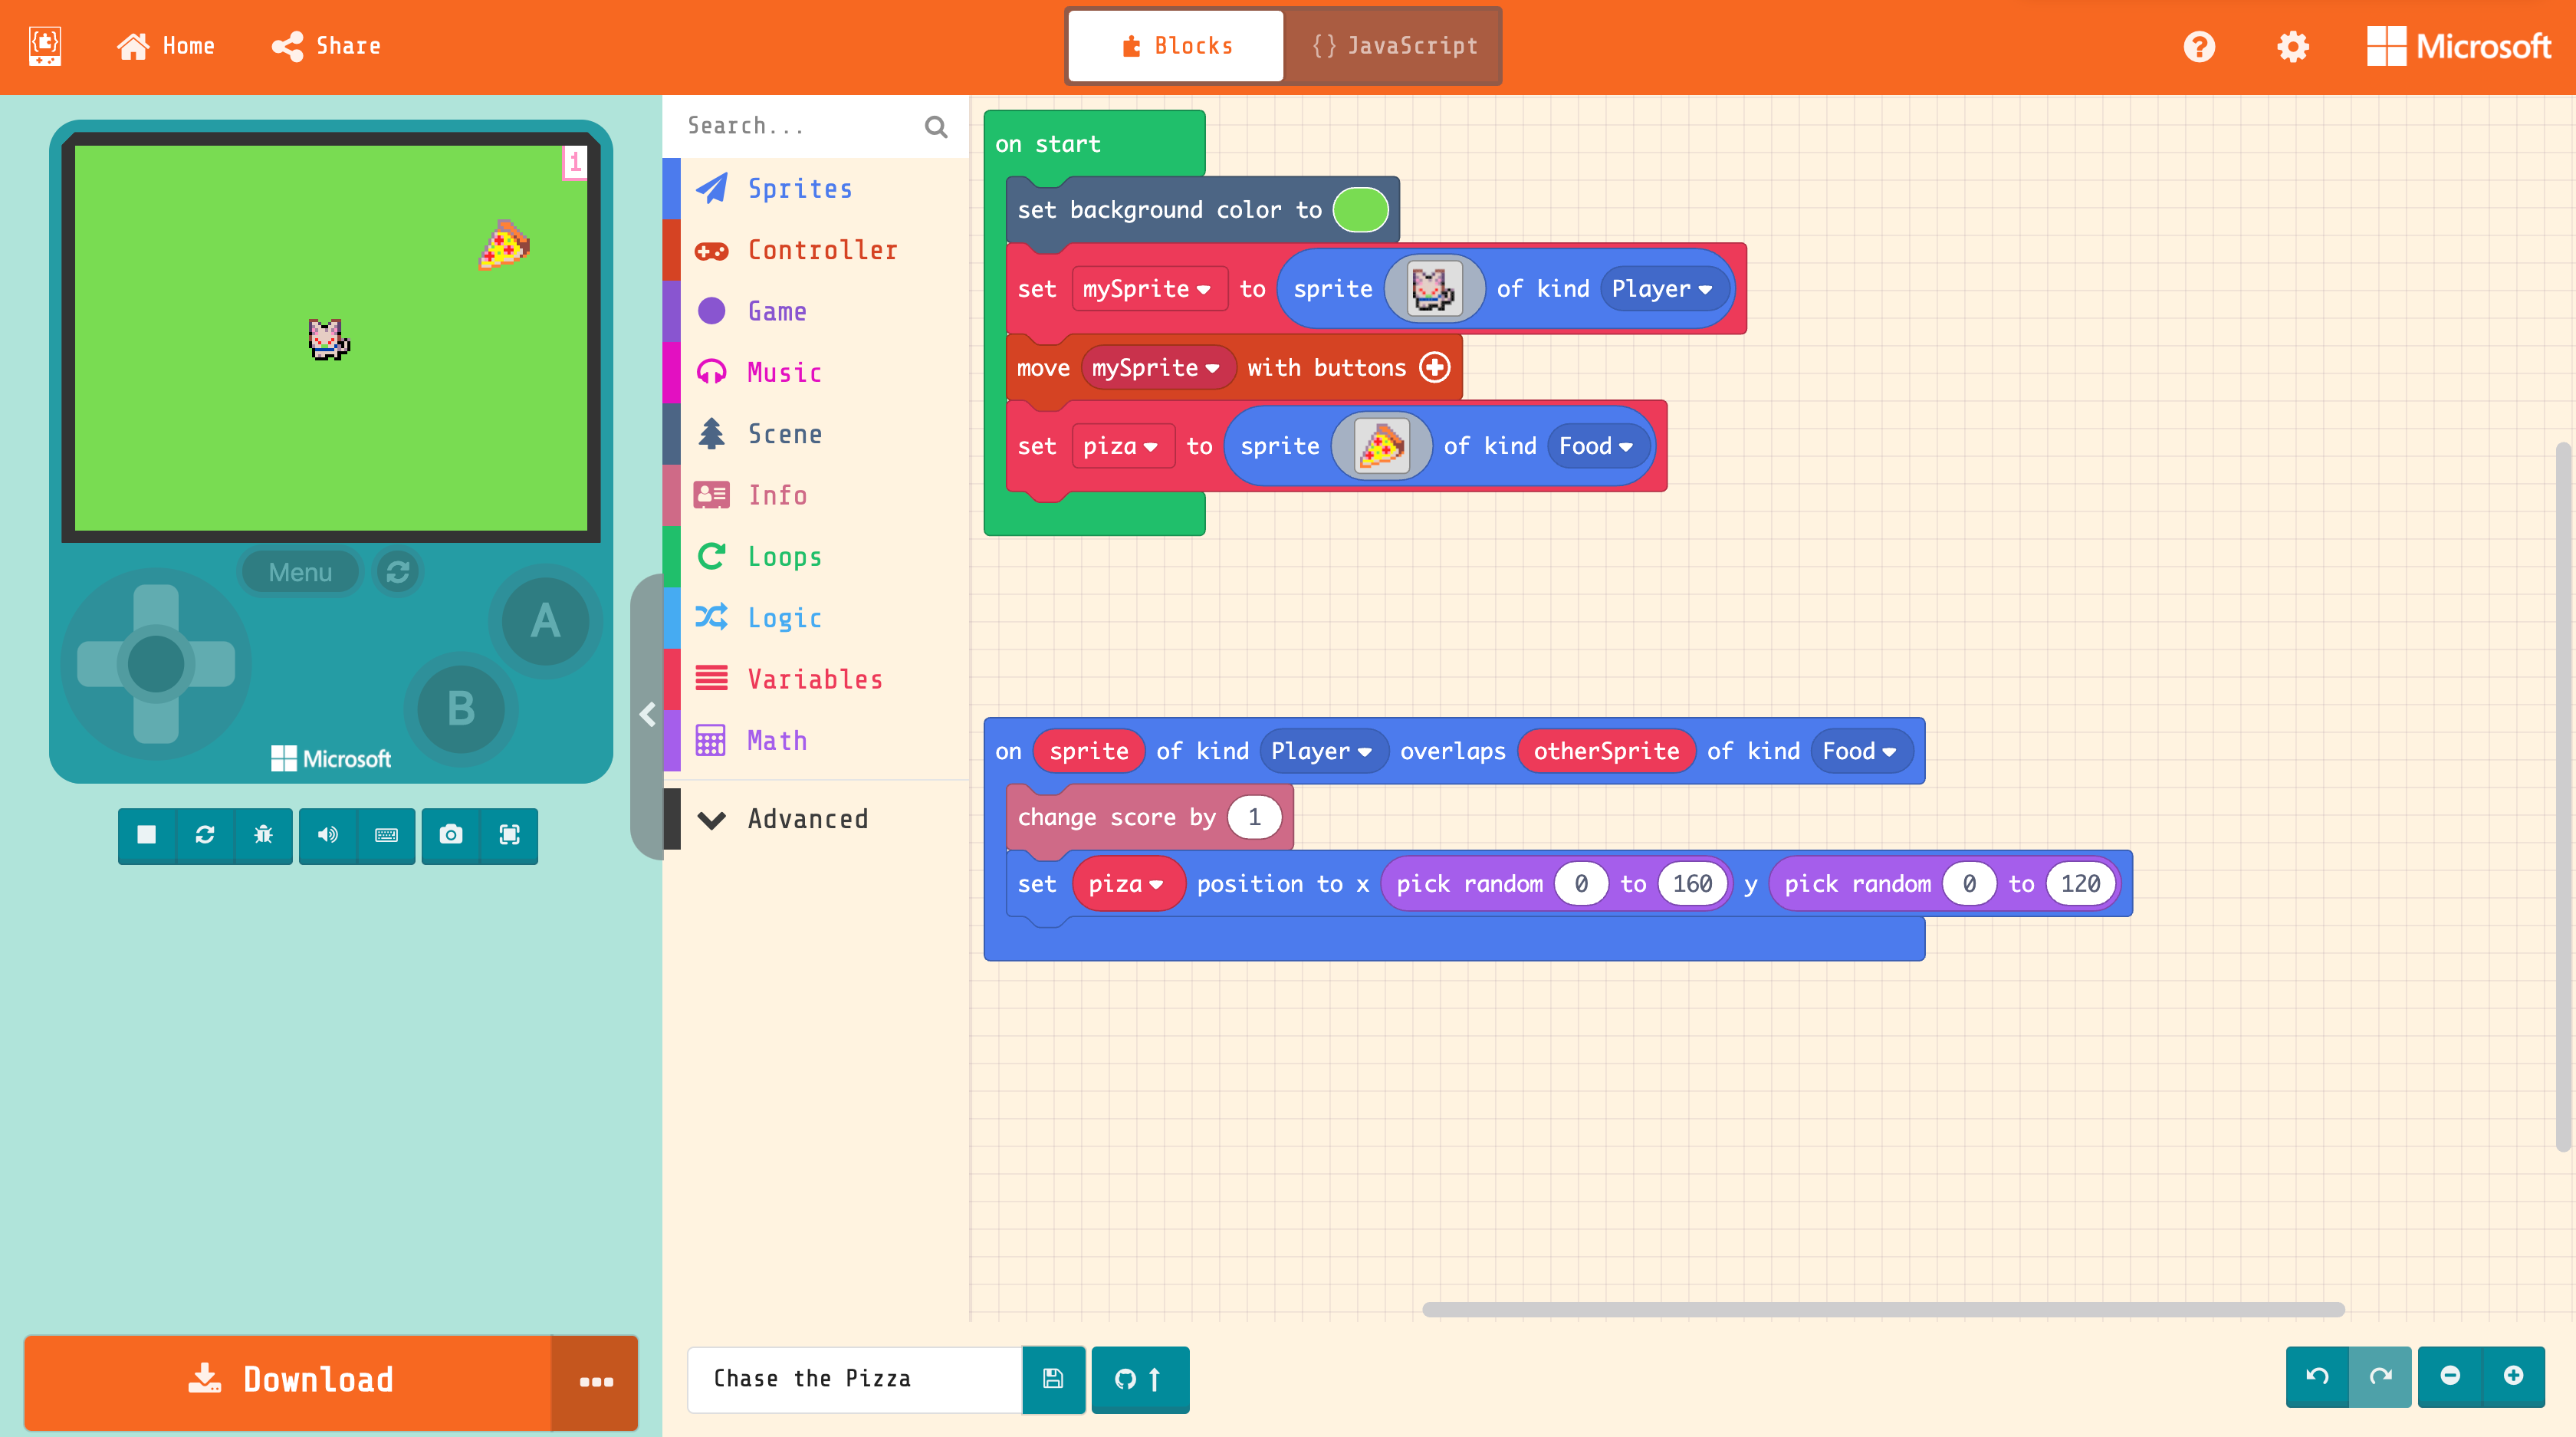 Home
Share
Blocks
{} JavaScript
Microsoft
1
Menu
A
B
Microsoft
Search...
Sprites
Controller
Game
Music
Scene
Info
Loops
Logic
Variables
Math
Advanced
on start
set background color to
set mySprite to sprite of kind Player
move mySprite with buttons
set piza to sprite of kind Food
on sprite of kind Player overlaps otherSprite of kind Food
change score by 1
set piza position to x pick random 0 to 160 y pick random 0 to 120
Download
Chase the Pizza